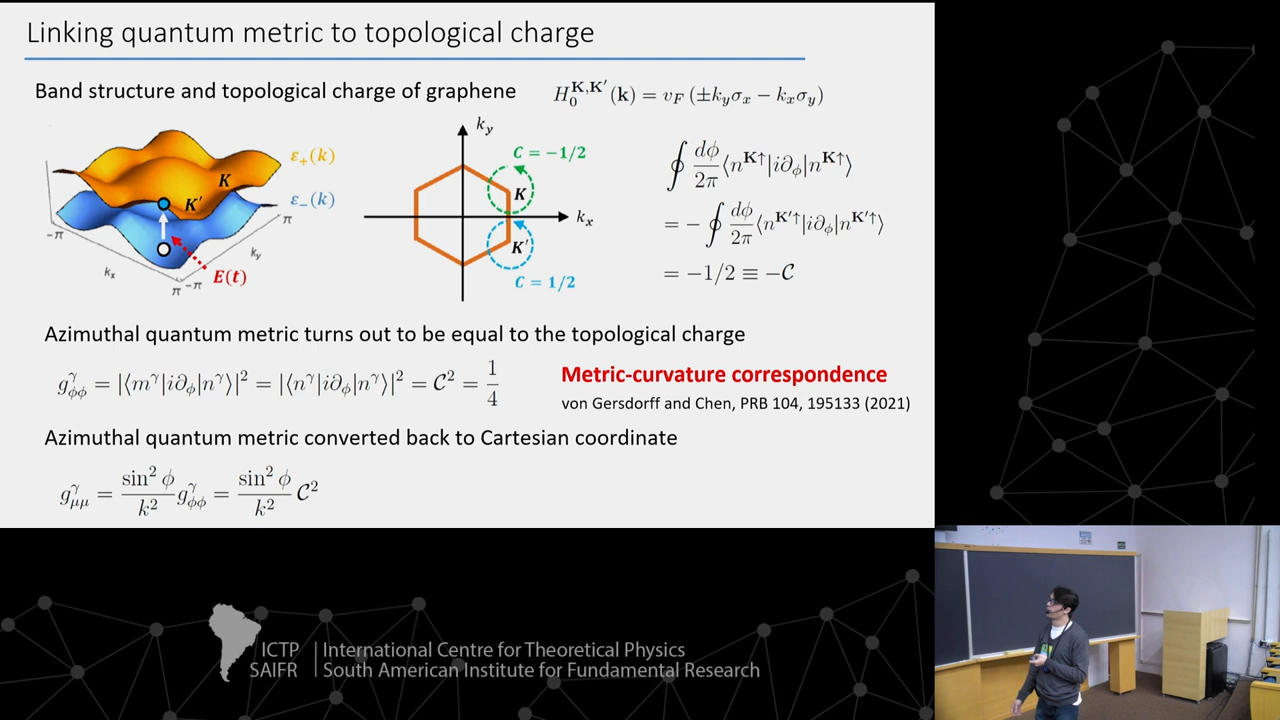 Linking quantum metric to topological charge
Band structure and topological charge of graphene
H_0^{K,K′}(k) = v_F (±k_yσ_x − k_xσ_y)
ε₊(k)
K
ε₋(k)
K′
−π
π
k_x
k_y
π
−π
E(t)
k_y
C = −1/2
K
k_x
K′
C = 1/2
∮ dϕ/2π ⟨n^{K↑}|i∂_ϕ|n^{K↑}⟩
= − ∮ dϕ/2π ⟨n^{K′↑}|i∂_ϕ|n^{K′↑}⟩
= −1/2 ≡ −𝒞
Azimuthal quantum metric turns out to be equal to the topological charge
g_{ϕϕ}^γ = |⟨m^γ|i∂_ϕ|n^γ⟩|² = |⟨n^γ|i∂_ϕ|n^γ⟩|² = 𝒞² = 1/4
Metric-curvature correspondence
von Gersdorff and Chen, PRB 104, 195133 (2021)
Azimuthal quantum metric converted back to Cartesian coordinate
g_{μμ}^γ = sin² ϕ/k² g_{ϕϕ}^γ = sin² ϕ/k² 𝒞²
ICTP
SAIFR
International Centre for Theoretical Physics
South American Institute for Fundamental Research